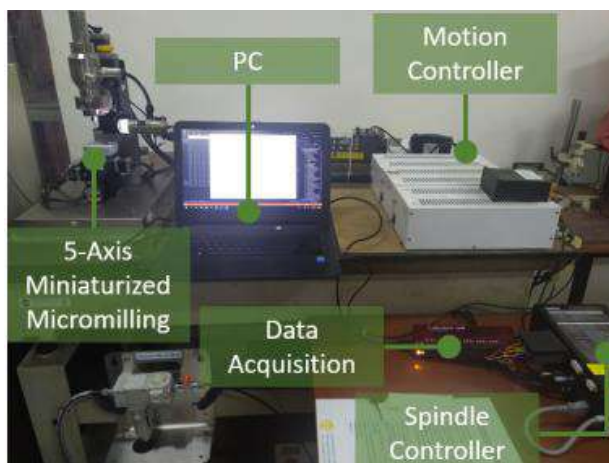 PC
Motion
Controller
5-Axis
Miniaturized
Micromilling
Data
Acquisition
Spindle
Controller